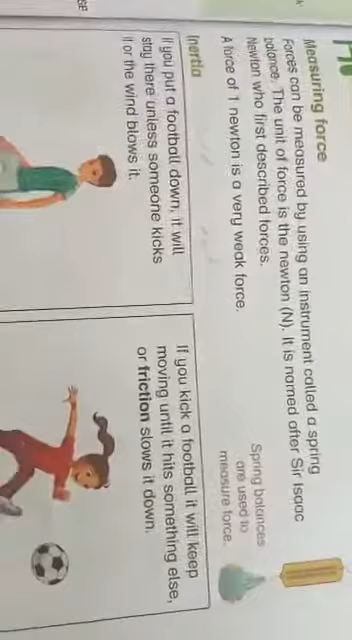 Measuring force
Forces can be measured by using an instrument called a spring
balance. The unit of force is the newton (N). It is named after Sir Isaac
Newton who first described forces.
A force of 1 newton is a very weak force.
Spring balances
are used to
measure force.
Inertia
If you put a football down, it will
stay there unless someone kicks
it or the wind blows it.
If you kick a football it will keep
moving until it hits something else,
or friction slows it down.